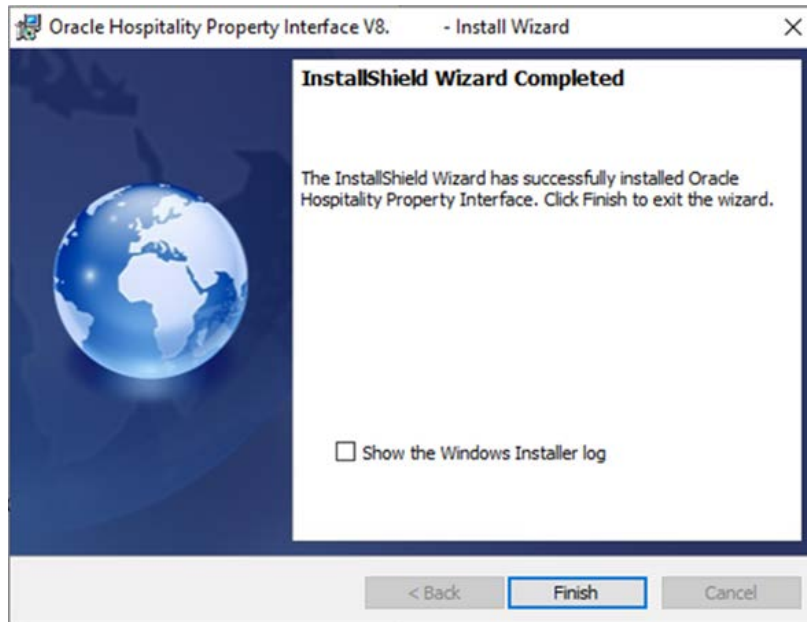 Oracle Hospitality Property Interface V8. - Install Wizard
InstallShield Wizard Completed
The InstallShield Wizard has successfully installed Oracle
Hospitality Property Interface. Click Finish to exit the wizard.
Show the Windows Installer log
< Back Finish Cancel